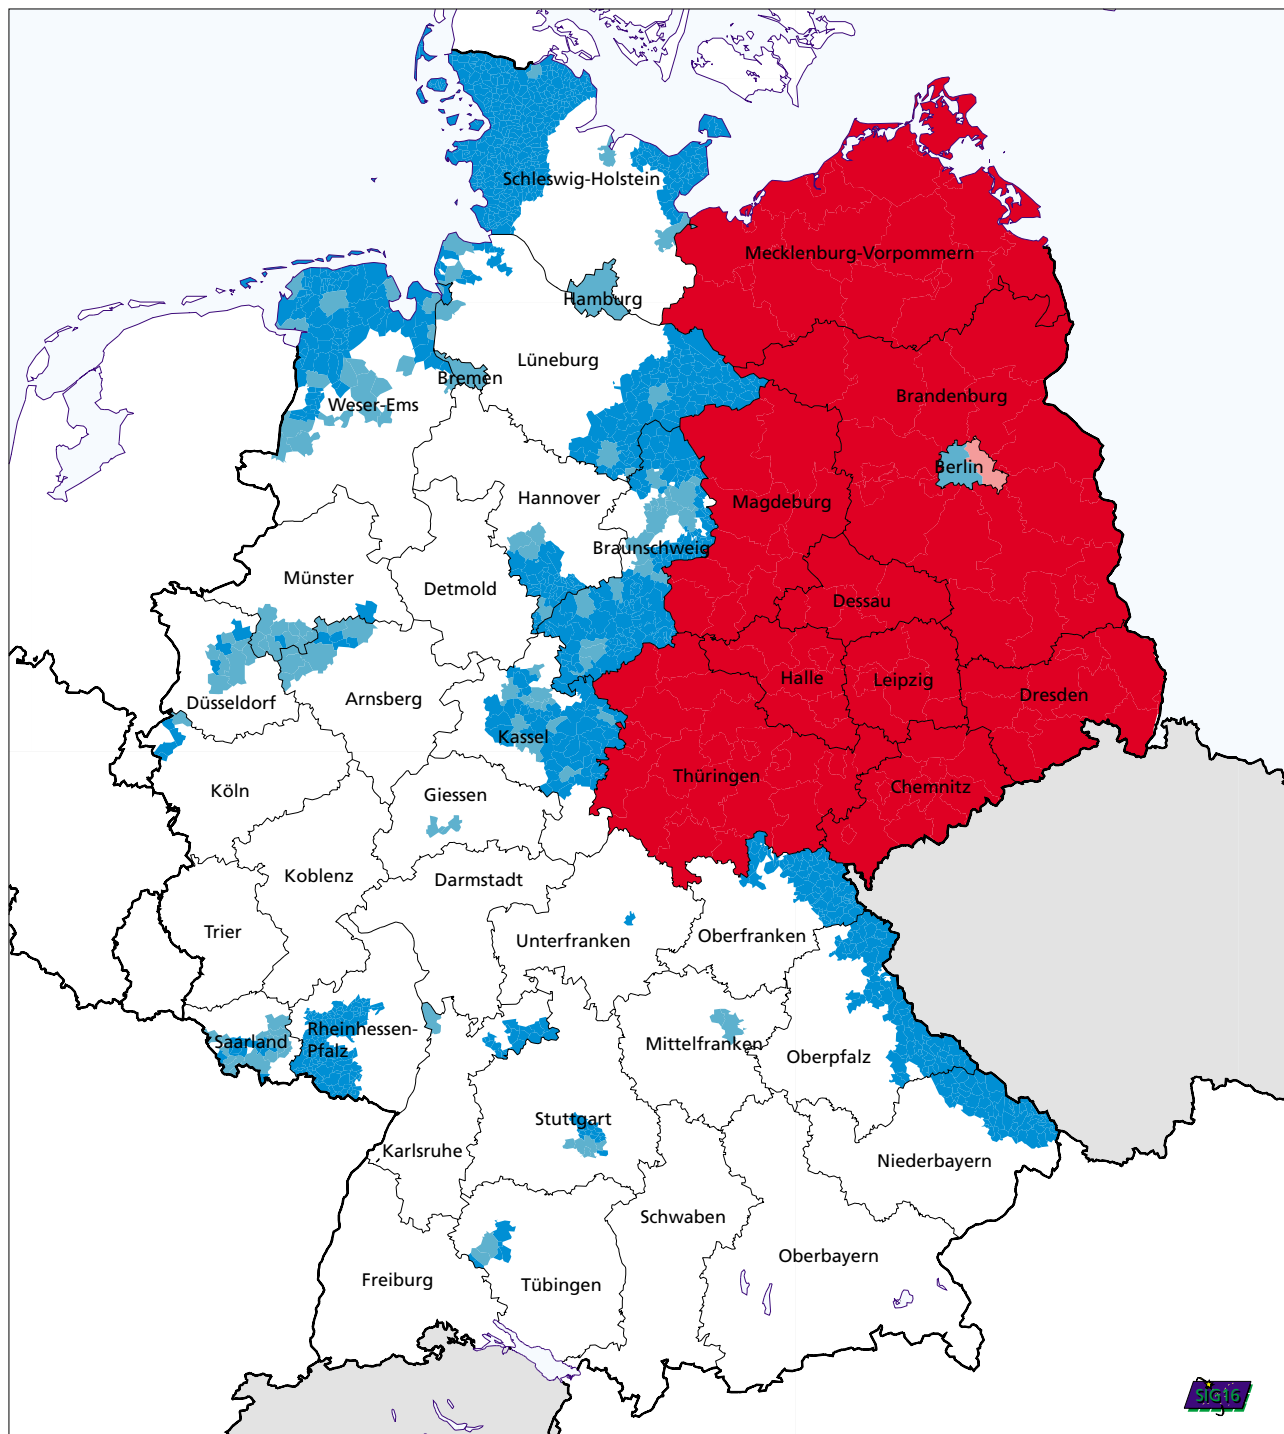 Schleswig-Holstein
Mecklenburg-Vorpommern
Hamburg
Lüneburg
Bremen
Brandenburg
Weser-Ems
Berlin
Hannover
Magdeburg
Braunschweig
Münster
Detmold
Dessau
Halle
Leipzig
Dresden
Düsseldorf
Arnsberg
Kassel
Thüringen
Chemnitz
Köln
Giessen
Koblenz
Darmstadt
Trier
Unterfranken
Oberfranken
Rheinhessen-
Pfalz
Saarland
Mittelfranken
Oberpfalz
Stuttgart
Karlsruhe
Niederbayern
Schwaben
Oberbayern
Freiburg
Tübingen
SIG16